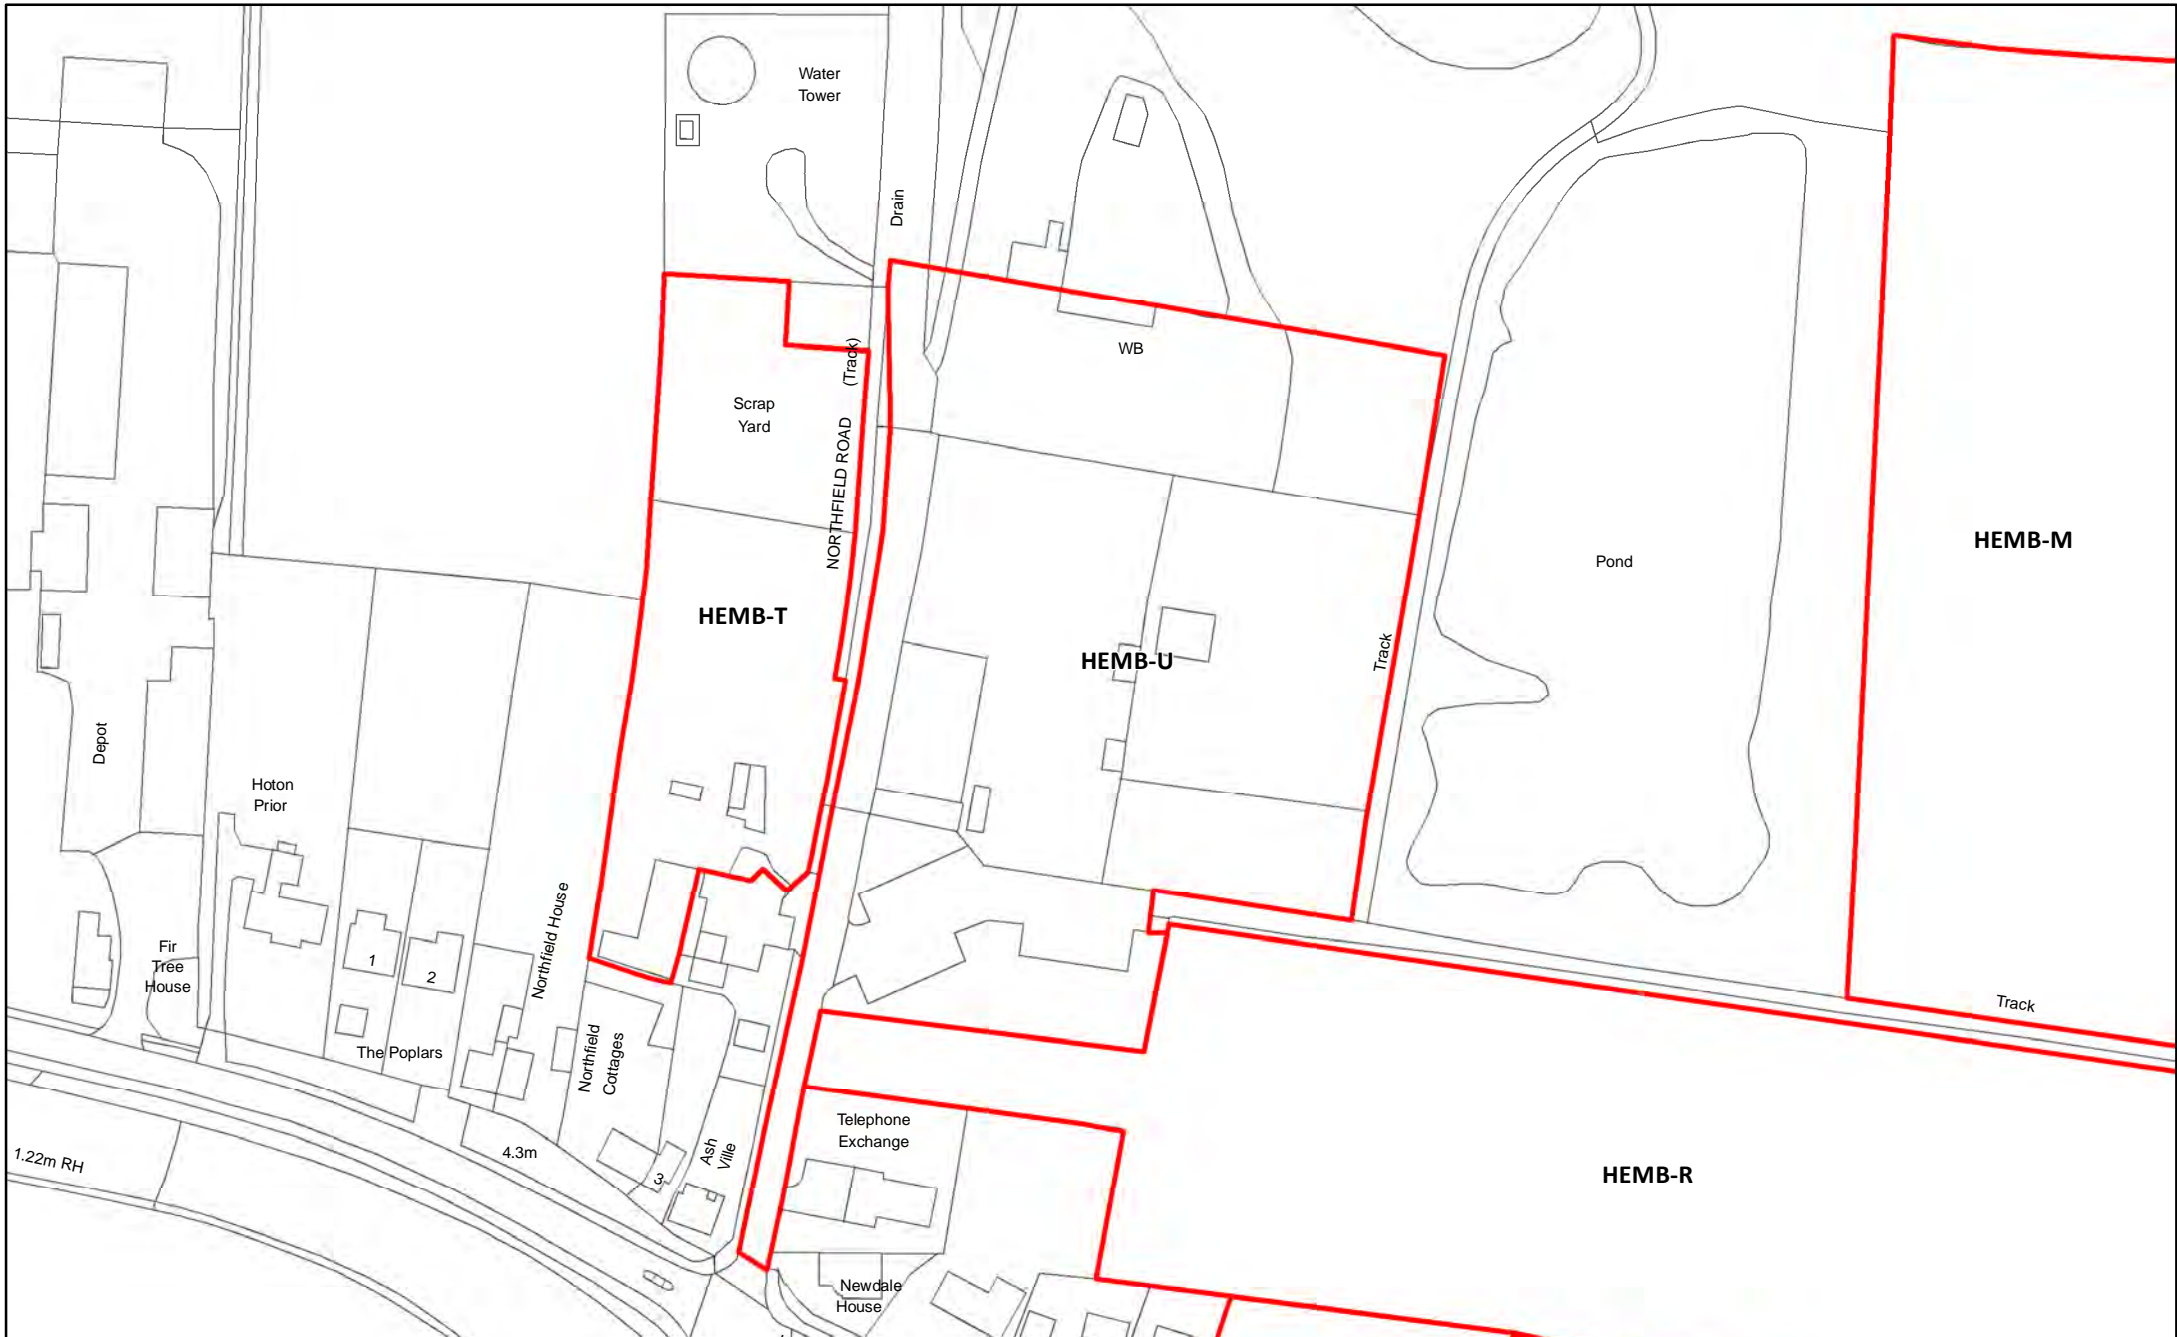 Water
Tower
Drain
WB
(Track)
NORTHFIELD ROAD
Scrap
Yard
HEMB-M
Pond
HEMB-T
HEMB-U
Track
Depot
Hoton
Prior
Northfield House
Fir
Tree
House
1
2
Track
The Poplars
Northfield
Cottages
Telephone
Exchange
4.3m
Ash
Ville
1.22m RH
3
HEMB-R
Newdale
House